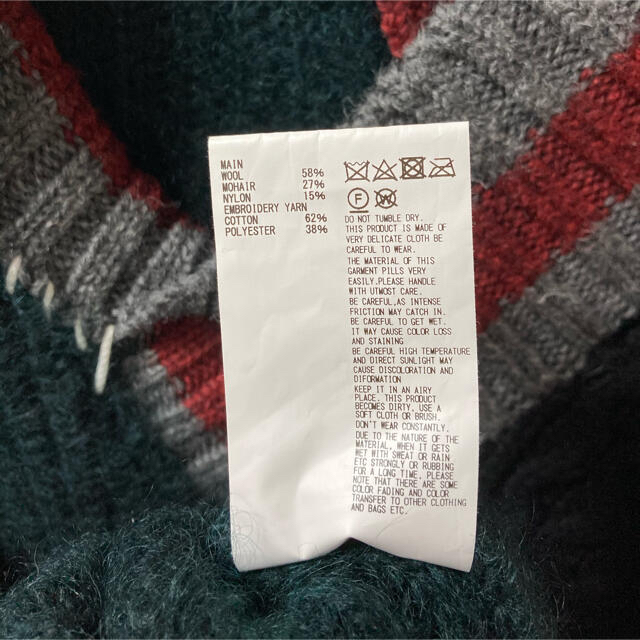 MAIN
WOOL 58%
MOHAIR 27%
NYLON 15%
EMBROIDERY YARN
COTTON 62%
POLYESTER 38%
F W
DO NOT TUMBLE DRY.
THIS PRODUCT IS MADE OF
VERY DELICATE CLOTH BE
CAREFUL TO WEAR.
THE MATERIAL OF THIS
GARMENT PILLS VERY
EASILY.PLEASE HANDLE
WITH UTMOST CARE.
BE CAREFUL,AS INTENSE
FRICTION MAY CATCH IN.
BE CAREFUL TO GET WET.
IT WAY CAUSE COLOR LOSS
AND STAINING
BE CAREFUL HIGH TEMPERATURE
AND DIRECT SUNLIGHT MAY
CAUSE DISCOLORATION AND
DIFORMATION
KEEP IT IN AN AIRY
PLACE. THIS PRODUCT
BECOMES DIRTY, USE A
SOFT CLOTH OR BRUSH.
DON'T WEAR CONSTANTLY.
DUE TO THE NATURE OF THE
MATERIAL, WHEN IT GETS
WET WITH SWEAT OR RAIN
ETC STRONGLY OR RUBBING
FOR A LONG TIME. PLEASE
NOTE THAT THERE ARE SOME
COLOR FADING AND COLOR
TRANSFER TO OTHER CLOTHING
AND BAGS ETC.